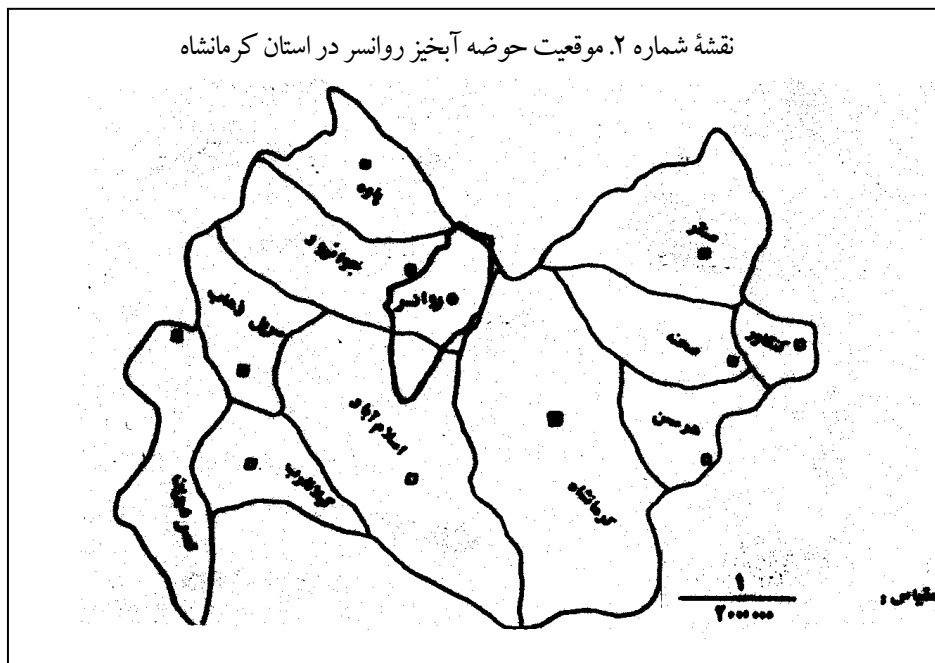 نقشهٔ شماره ۲. موقعیت حوضه آبخیز روانسر در استان کرمانشاه
پاوه
سنقر
جوانرود
روانسر
سرپل ذهاب
صحنه
کنگاور
اسلام آباد
هرسین
گیلانغرب
کرمانشاه
قصر شیرین
مقیاس :
۱
۲۰۰۰۰۰۰